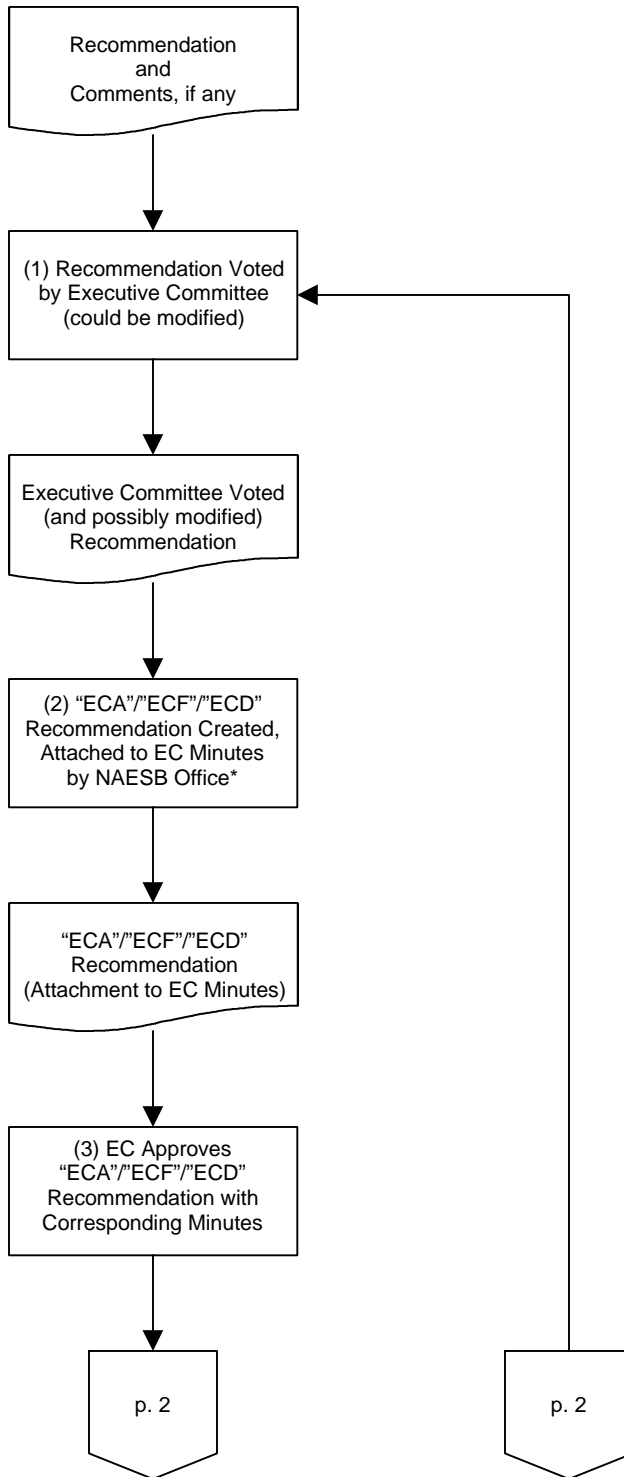 Recommendation
and
Comments, if any
(1) Recommendation Voted
by Executive Committee
(could be modified)
Executive Committee Voted
(and possibly modified)
Recommendation
(2) “ECA”/”ECF”/”ECD”
Recommendation Created,
Attached to EC Minutes
by NAESB Office*
“ECA”/”ECF”/”ECD”
Recommendation
(Attachment to EC Minutes)
(3) EC Approves
“ECA”/”ECF”/”ECD”
Recommendation with
Corresponding Minutes
p. 2
p. 2